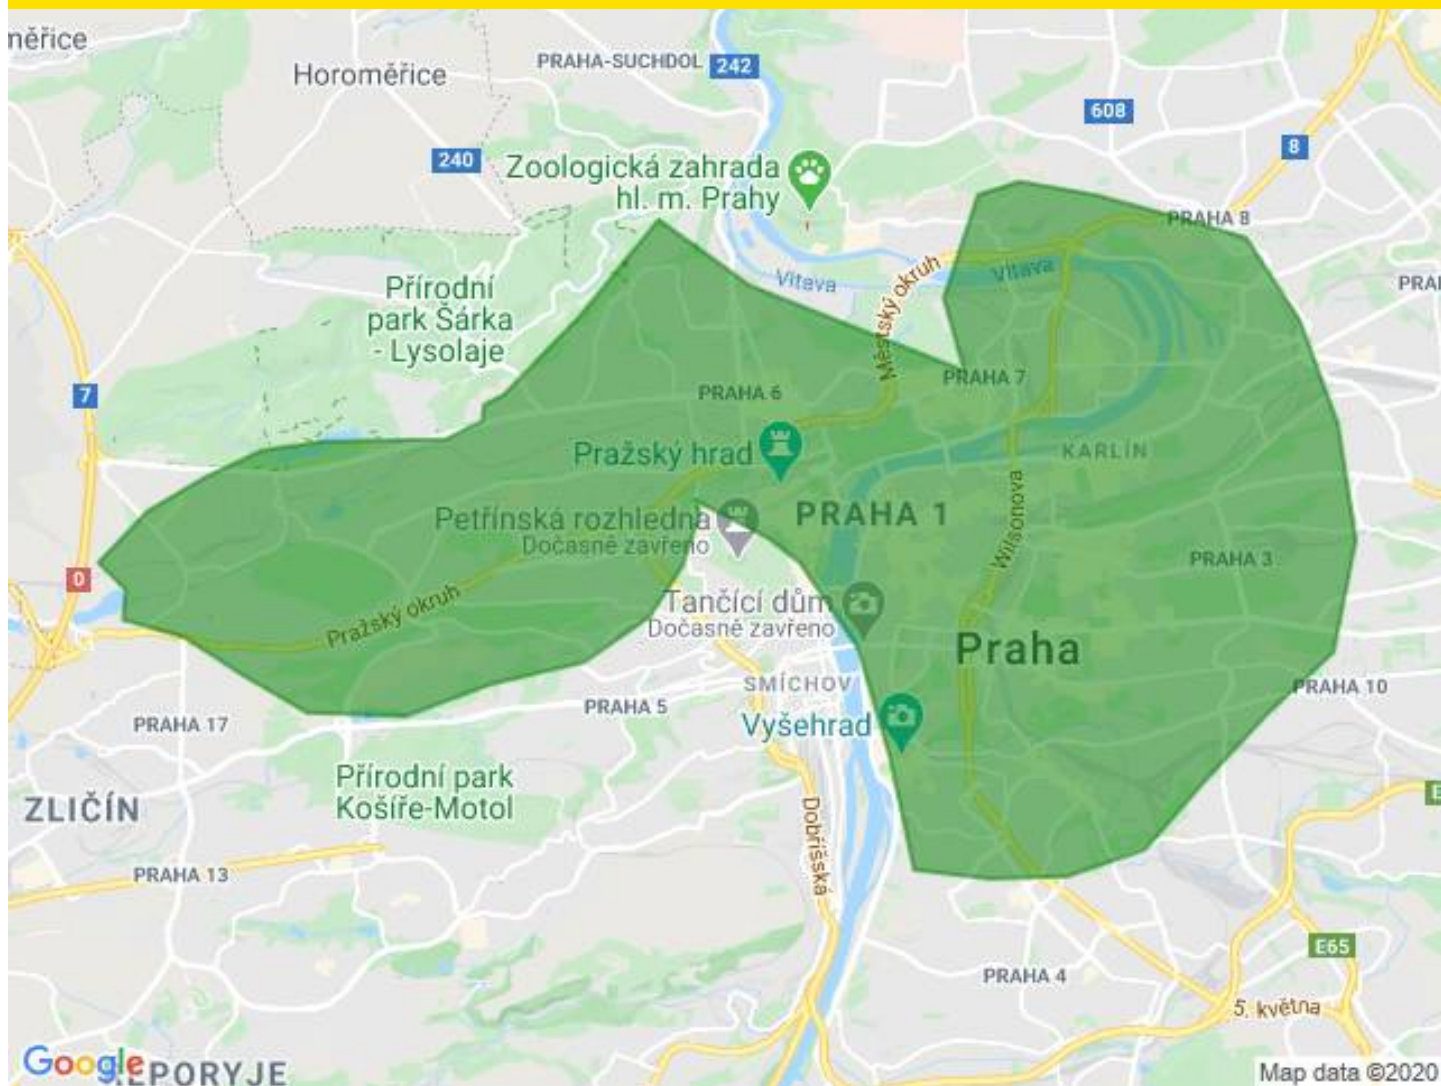 něřice
Horoměřice
PRAHA-SUCHDOL
242
608
8
240
Zoologická zahrada
hl. m. Prahy
PRAHA 8
Vltava
Městský okruh
Vltava
Přírodní
park Šárka
- Lysolaje
7
PRAHA 6
PRAHA 7
Pražský hrad
KARLÍN
Petřínská rozhledna
Dočasně zavřeno
PRAHA 1
Wilsonova
PRAHA 3
0
Pražský okruh
Tančící dům
Dočasně zavřeno
Praha
SMÍCHOV
PRAHA 10
PRAHA 17
PRAHA 5
Vyšehrad
Přírodní park
Košíře-Motol
ZLIČÍN
Dobříšská
PRAHA 13
E65
PRAHA 4
5. května
Google
EPORYJE
Map data ©2020